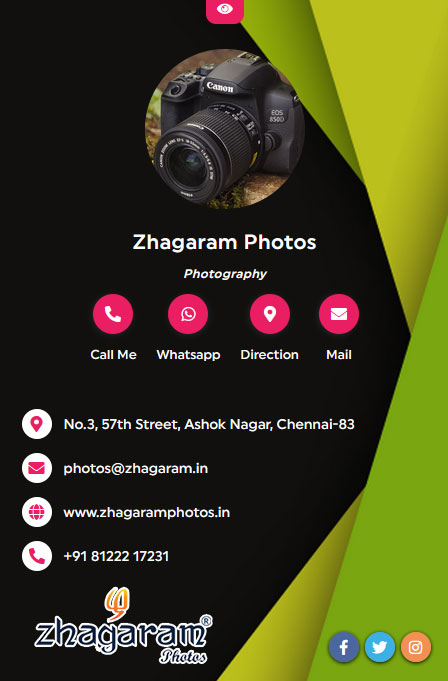 Canon
EOS
850D
Zhagaram Photos
Photography
Call Me
Whatsapp
Direction
Mail
No.3, 57th Street, Ashok Nagar, Chennai-83
photos@zhagaram.in
www.zhagaramphotos.in
+91 81222 17231
zhagaram®
Photos